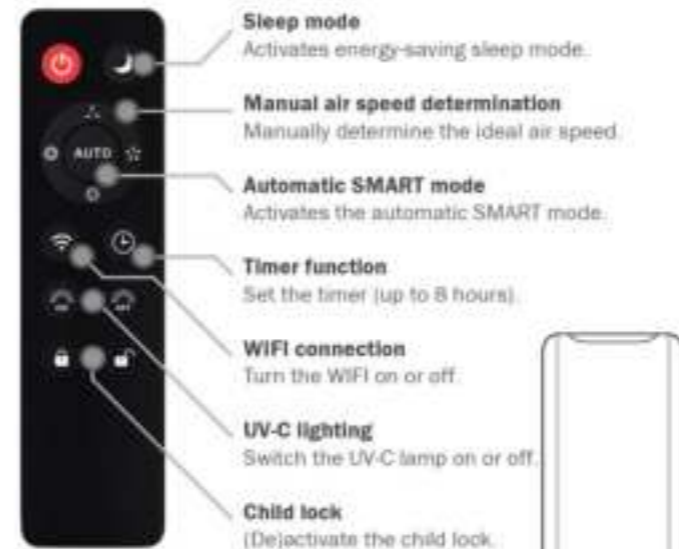 Sleep mode
Activates energy-saving sleep mode.
Manual air speed determination
Manually determine the ideal air speed.
AUTO
Automatic SMART mode
Activates the automatic SMART mode.
Timer function
Set the timer (up to 8 hours).
WIFI connection
Turn the WIFI on or off.
UV-C lighting
Switch the UV-C lamp on or off.
Child lock
(De)activate the child lock.